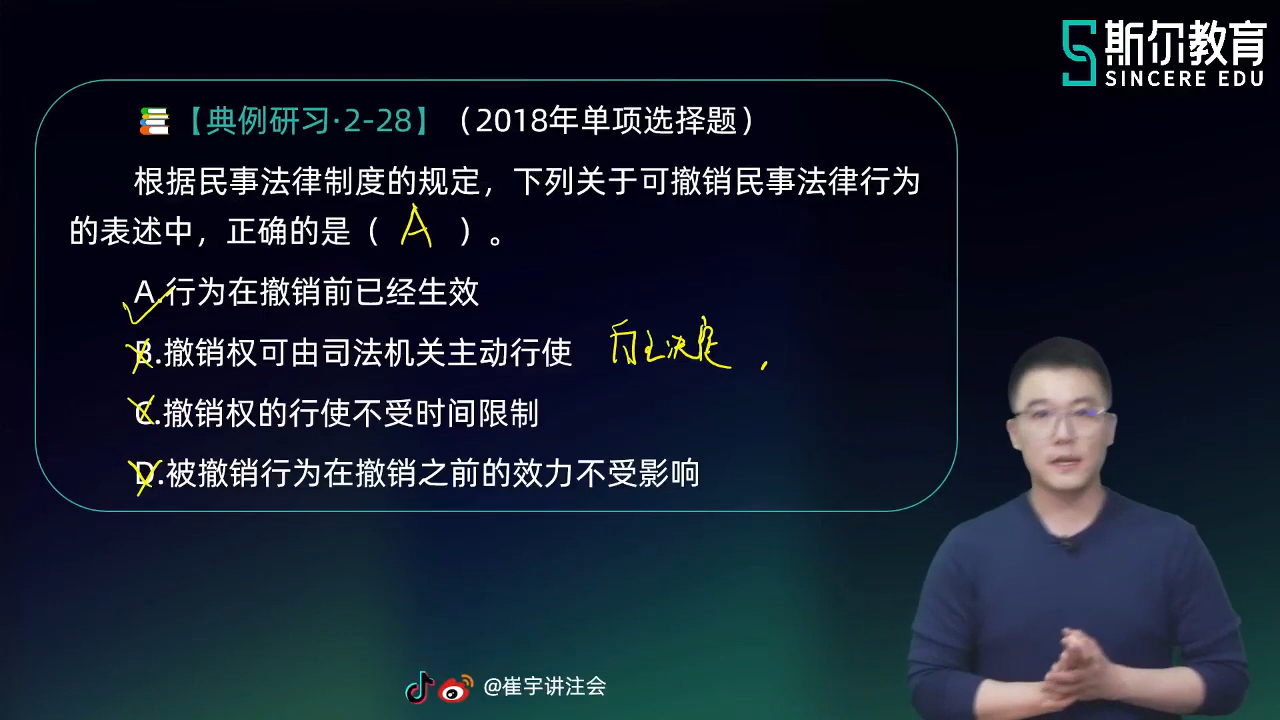 斯尔教育
SINCERE EDU
【典例研习·2-28】（2018年单项选择题）
根据民事法律制度的规定，下列关于可撤销民事法律行为
的表述中，正确的是（ A ）。
A.行为在撤销前已经生效
B.撤销权可由司法机关主动行使 自主决定，
C.撤销权的行使不受时间限制
D.被撤销行为在撤销之前的效力不受影响
@崔宇讲注会